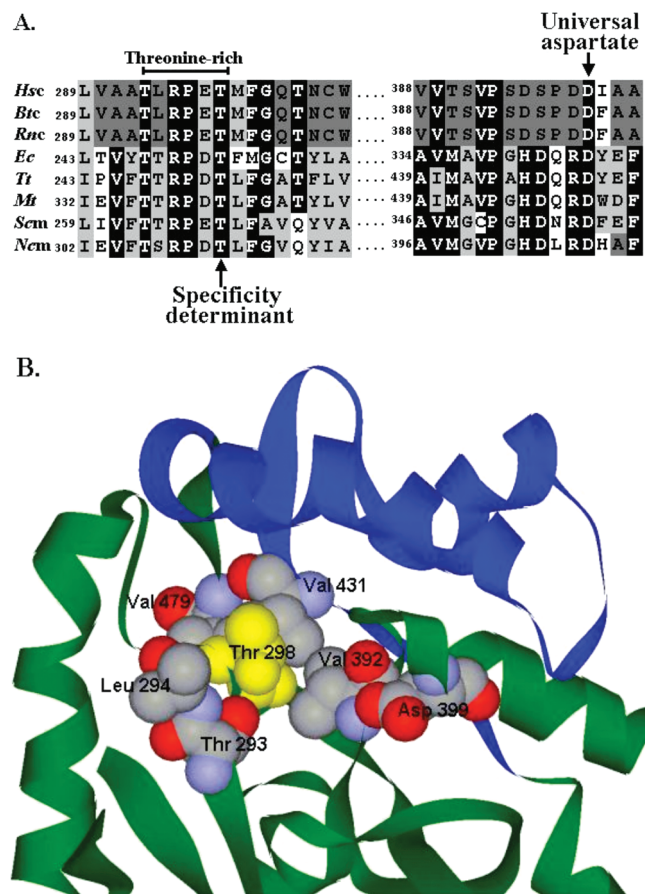 A.
Universal
aspartate
Threonine-rich
Hsc 289 L V A A T L R P E T M F G Q T N C W .... 388 V V T S V P S D S P D D I A A
Btc 289 L V A A T L R P E T M F G Q T N C W .... 388 V V T S V P S D S P D D F A A
Rnc 289 L V A A T L R P E T M F G Q T N C W .... 388 V V T S V P S D S P D D F A A
Ec 243 L T V Y T T R P D T F M G C T Y L A .... 334 A V M A V P G H D Q R D Y E F
Tt 243 I P V F T T R P D T L F G A T F L V .... 439 A I M A V P A H D Q R D Y E F
Mt 332 I E V F T T R P D T L F G A T Y L V .... 439 A I M A V P G H D Q R D W D F
Scm 259 L I V F T T R P E T L F A V Q Y V A .... 346 A V M G C P G H D N R D F E F
Ncm 302 I E V F T S R P D T L F G V Q Y I A .... 396 A V M G V P G H D L R D H A F
Specificity
determinant
B.
Val 479
Val 431
Thr 298
Val 392
Leu 294
Asp 399
Thr 293